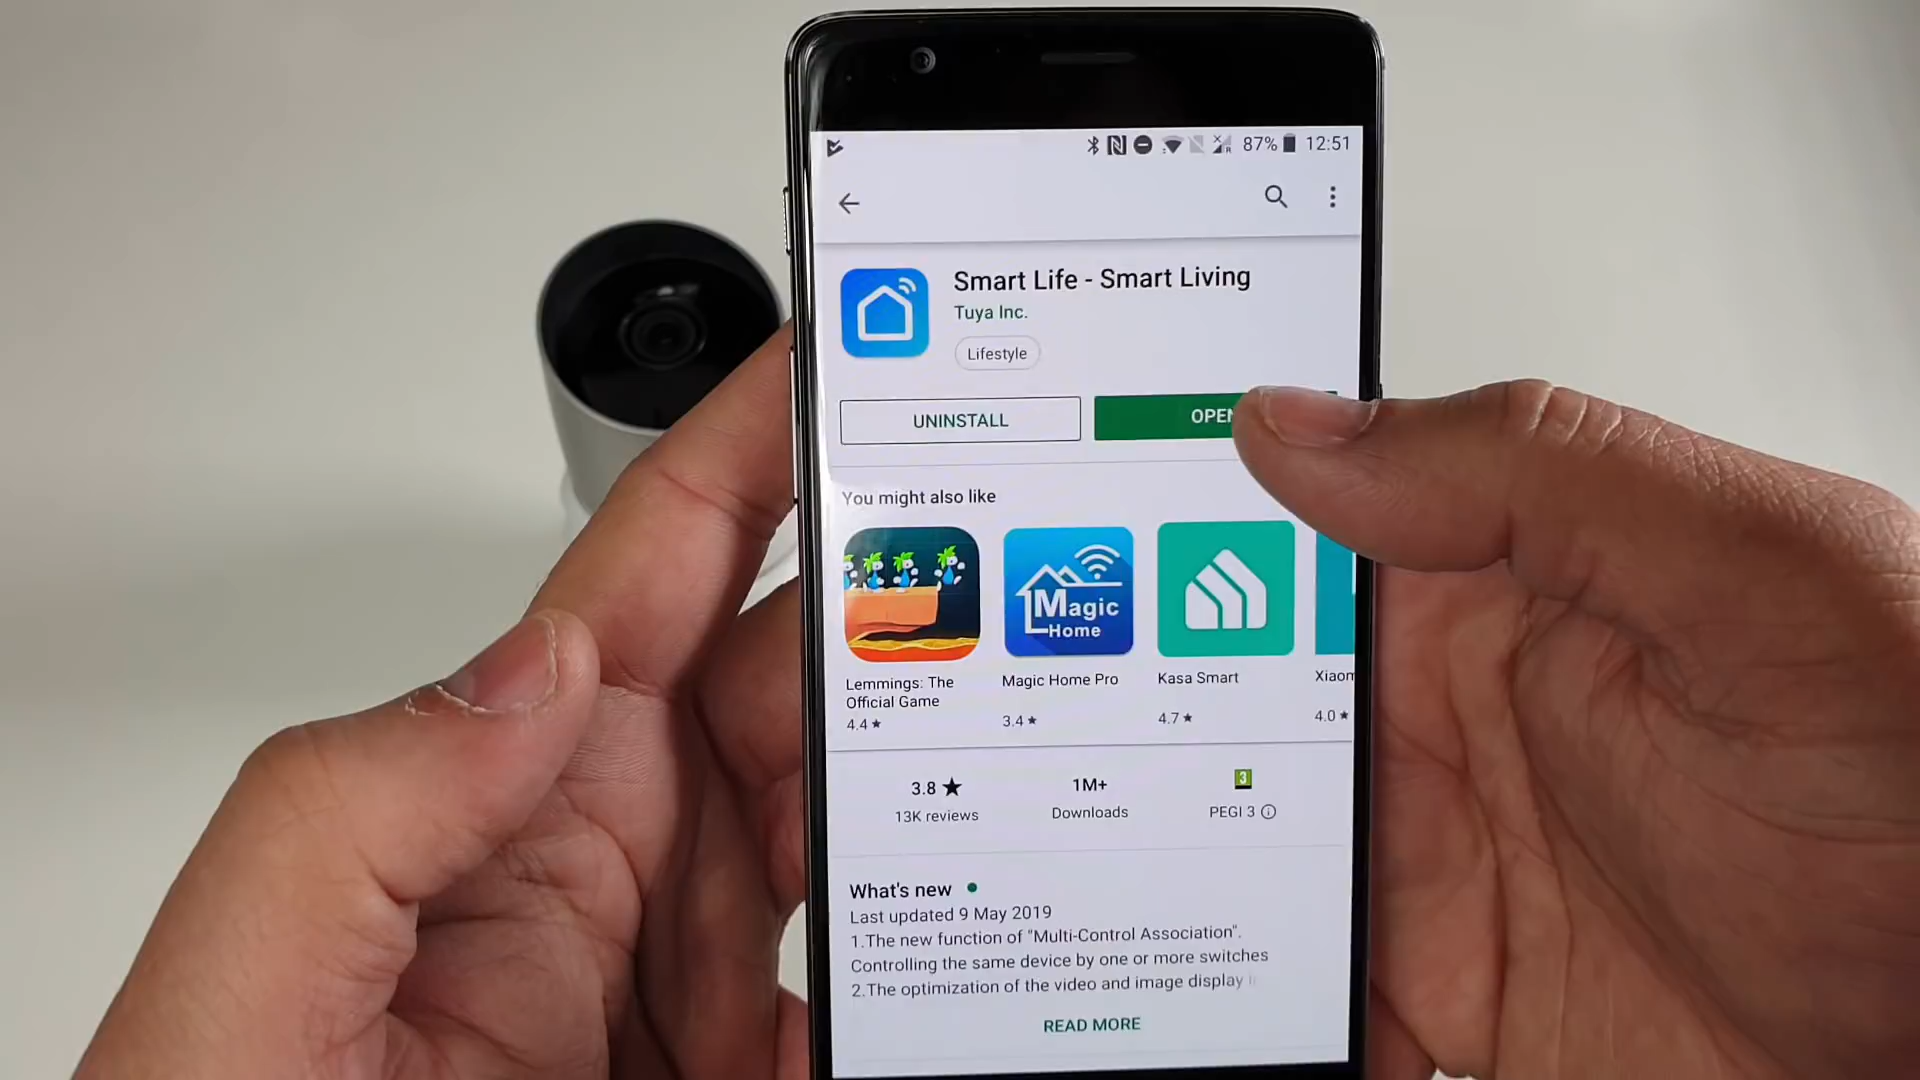 87% 12:51
Smart Life - Smart Living
Tuya Inc.
Lifestyle
UNINSTALL
OPEN
You might also like
Magic
Home
Lemmings: The
Official Game
4.4 ★
Magic Home Pro
3.4 ★
Kasa Smart
4.7 ★
Xiaom
4.0 ★
3.8 ★
13K reviews
1M+
Downloads
3
PEGI 3
What's new
Last updated 9 May 2019
1.The new function of "Multi-Control Association".
Controlling the same device by one or more switches
2.The optimization of the video and image display
READ MORE